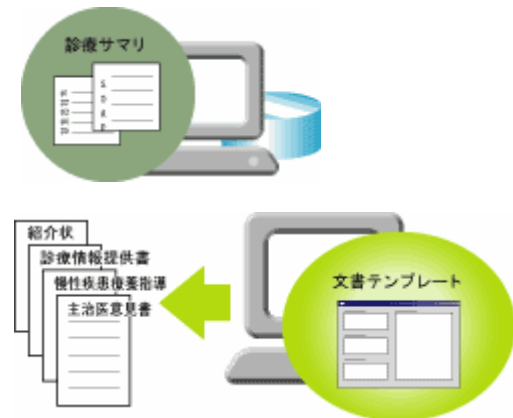 診療サマリ
S
O
A
P
紹介状
診療情報提供書
慢性疾患療養指導
主治医意見書
文書テンプレート